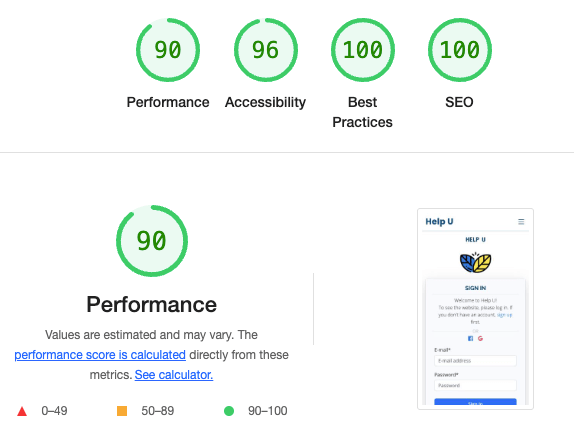 90
96
100
100
Performance
Accessibility
Best
Practices
SEO
90
Performance
Values are estimated and may vary. The
performance score is calculated directly from these
metrics. See calculator.
0–49
50–89
90–100
Help U
HELP U
SIGN IN
Welcome to Help U!
To see the website, please log in. If
you don't have an account, sign up
first.
E-mail*
E-mail address
Password*
Password
Sign In